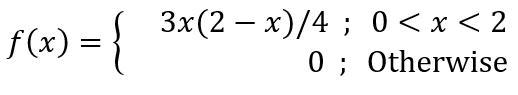 f(x) = { 3x(2 − x)/4 ; 0 < x < 2
0 ; Otherwise